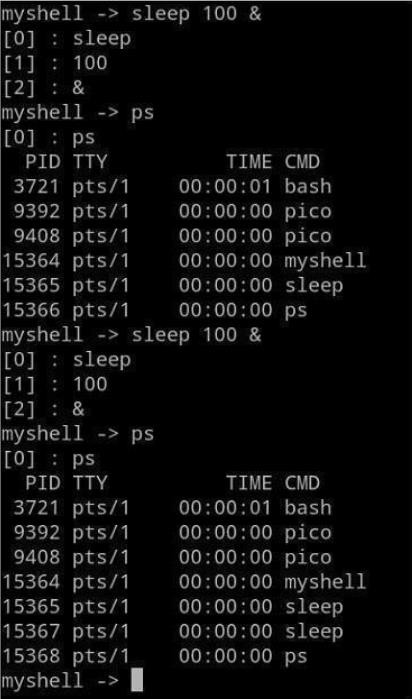 myshell -> sleep 100 &
[0] : sleep
[1] : 100
[2] : &
myshell -> ps
[0] : ps
  PID TTY          TIME CMD
 3721 pts/1    00:00:01 bash
 9392 pts/1    00:00:00 pico
 9408 pts/1    00:00:00 pico
15364 pts/1    00:00:00 myshell
15365 pts/1    00:00:00 sleep
15366 pts/1    00:00:00 ps
myshell -> sleep 100 &
[0] : sleep
[1] : 100
[2] : &
myshell -> ps
[0] : ps
  PID TTY          TIME CMD
 3721 pts/1    00:00:01 bash
 9392 pts/1    00:00:00 pico
 9408 pts/1    00:00:00 pico
15364 pts/1    00:00:00 myshell
15365 pts/1    00:00:00 sleep
15367 pts/1    00:00:00 sleep
15368 pts/1    00:00:00 ps
myshell ->